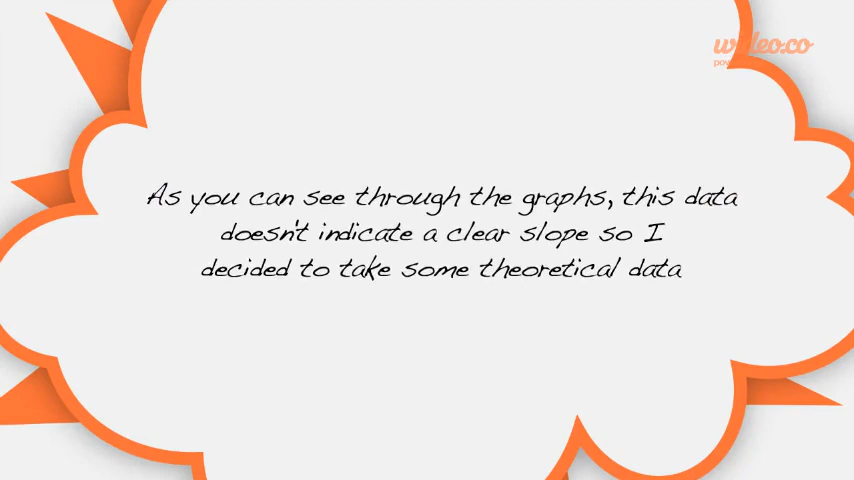 wideo.co
As you can see through the graphs, this data
doesn't indicate a clear slope so I
decided to take some theoretical data